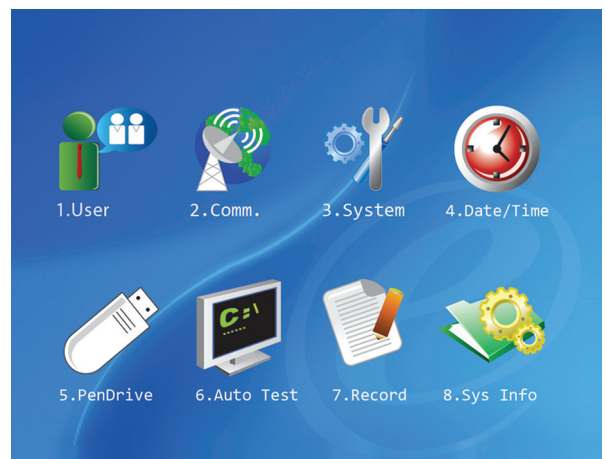 1.User
2.Comm.
3.System
4.Date/Time
C:\
5.PenDrive
6.Auto Test
7.Record
8.Sys Info